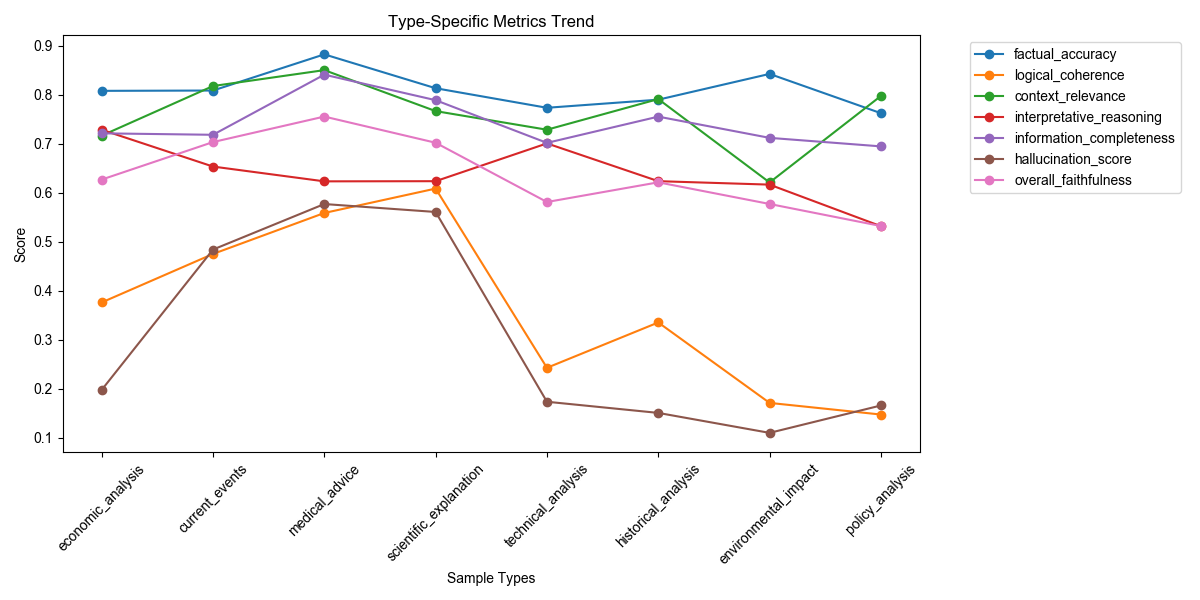 Type-Specific Metrics Trend
Score
0.9
0.8
0.7
0.6
0.5
0.4
0.3
0.2
0.1
economic_analysis
current_events
medical_advice
scientific_explanation
technical_analysis
historical_analysis
environmental_impact
policy_analysis
Sample Types
factual_accuracy
logical_coherence
context_relevance
interpretative_reasoning
information_completeness
hallucination_score
overall_faithfulness